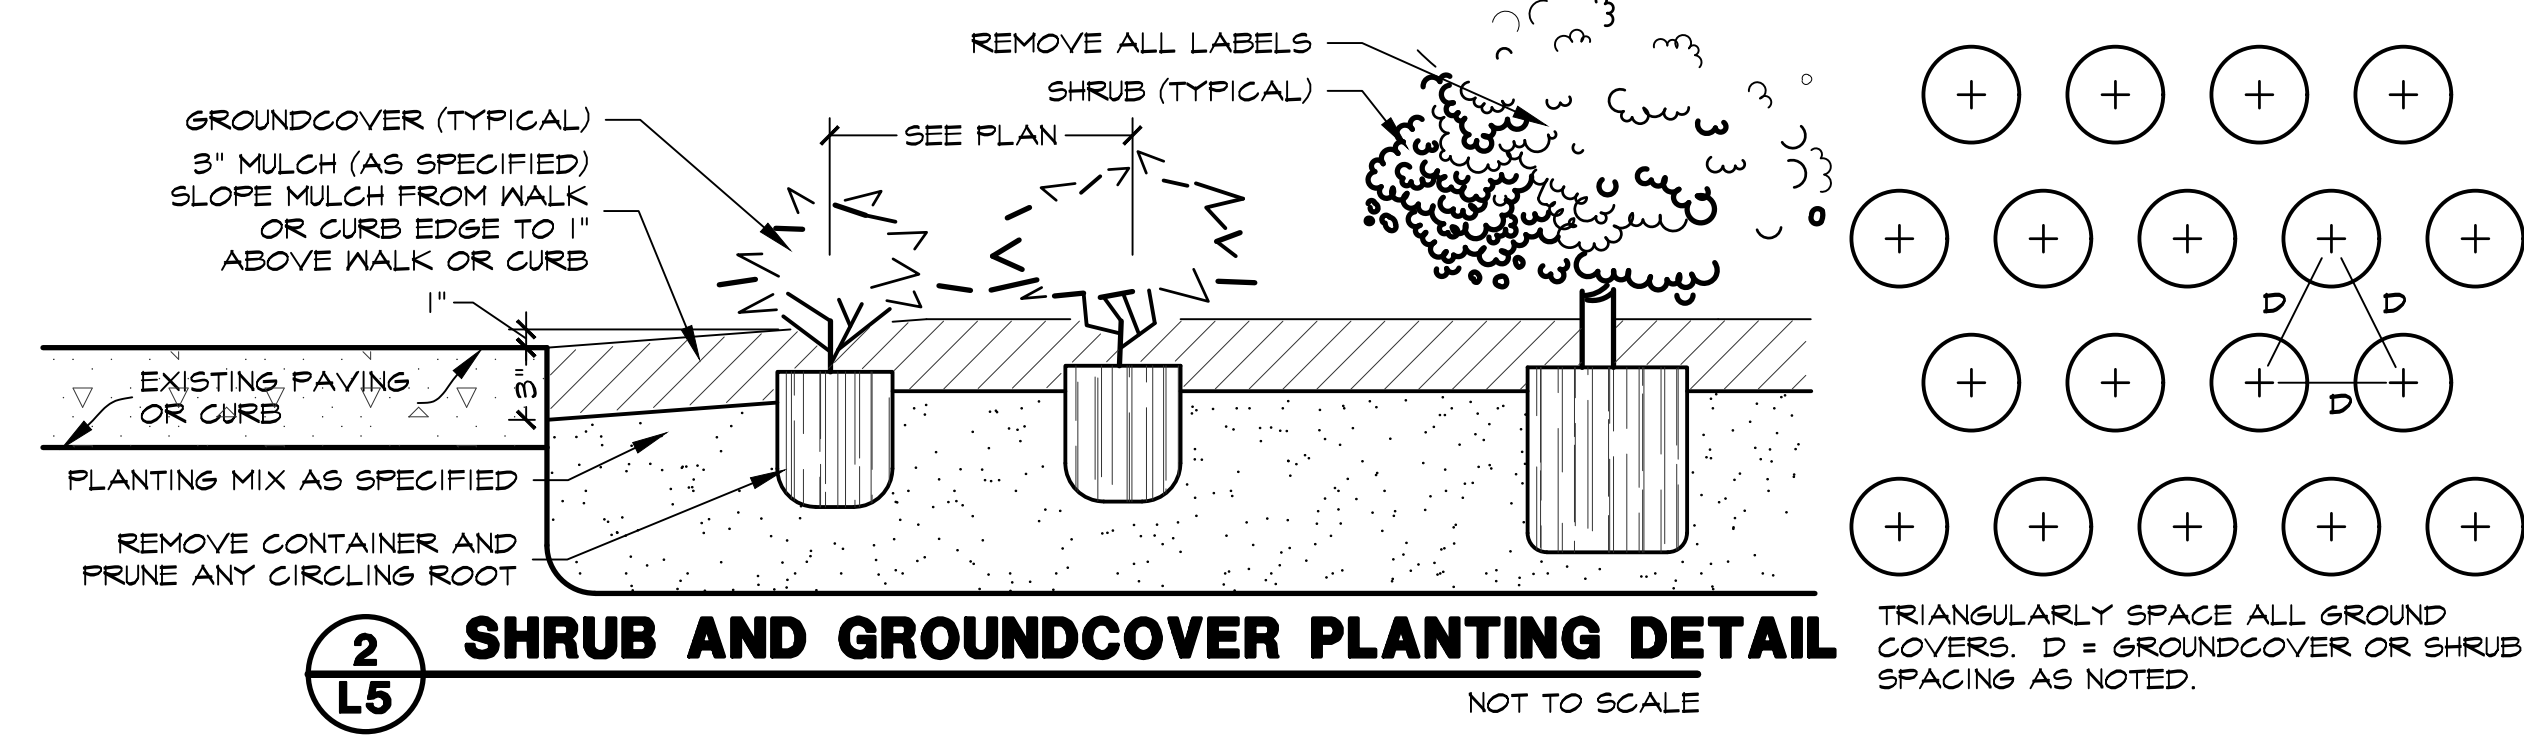 REMOVE ALL LABELS
SHRUB (TYPICAL)
GROUNDCOVER (TYPICAL)
SEE PLAN
3" MULCH (AS SPECIFIED)
SLOPE MULCH FROM WALK
OR CURB EDGE TO 1"
ABOVE WALK OR CURB
1"
3"
EXISTING PAVING
OR CURB
PLANTING MIX AS SPECIFIED
REMOVE CONTAINER AND
PRUNE ANY CIRCLING ROOT
D
D
D
TRIANGULARLY SPACE ALL GROUND
COVERS. D = GROUNDCOVER OR SHRUB
SPACING AS NOTED.
2
L5
SHRUB AND GROUNDCOVER PLANTING DETAIL
NOT TO SCALE